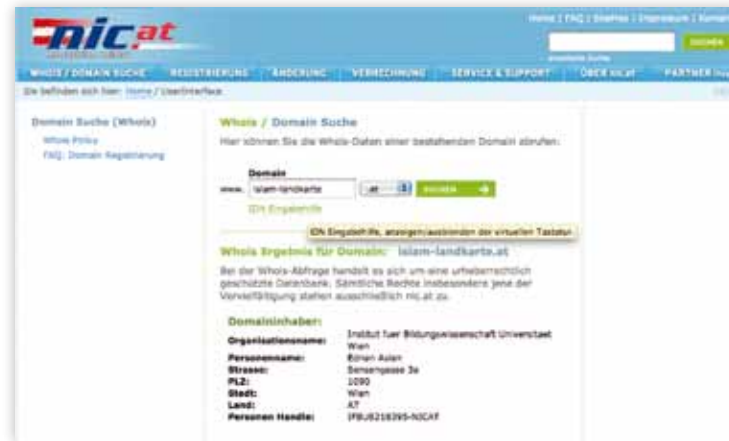 nic.at
Home | FAQ | SiteMap | Impressum | Kontakt
SUCHEN
WHOIS / DOMAIN SUCHE REGISTRIERUNG ÄNDERUNG VERRECHNUNG SERVICE & SUPPORT ÜBER nic.at PARTNER
Sie befinden sich hier: Home / UserInterface
Domain Suche (Whois)
Whois Policy
FAQ: Domain Registrierung
Whois / Domain Suche
Hier können Sie die Whois-Daten einer bestehenden Domain abrufen.
Domain
www. islam-landkarte .at SUCHEN
IDN Eingabehilfe
IDN Eingabehilfe, anzeigen/ausblenden der virtuellen Tastatur
Whois Ergebnis für Domain: islam-landkarte.at
Bei der Whois-Abfrage handelt es sich um eine urheberrechtlich
geschützte Datenbank. Sämtliche Rechte insbesondere jene der
Vervielfältigung stehen ausschließlich nic.at zu.
Domaininhaber:
Organisationsname: Institut fuer Bildungswissenschaft Universitaet
Wien
Personenname: Ednan Aslan
Strasse: Sensengasse 3a
PLZ: 1090
Stadt: Wien
Land: AT
Personen Handle: